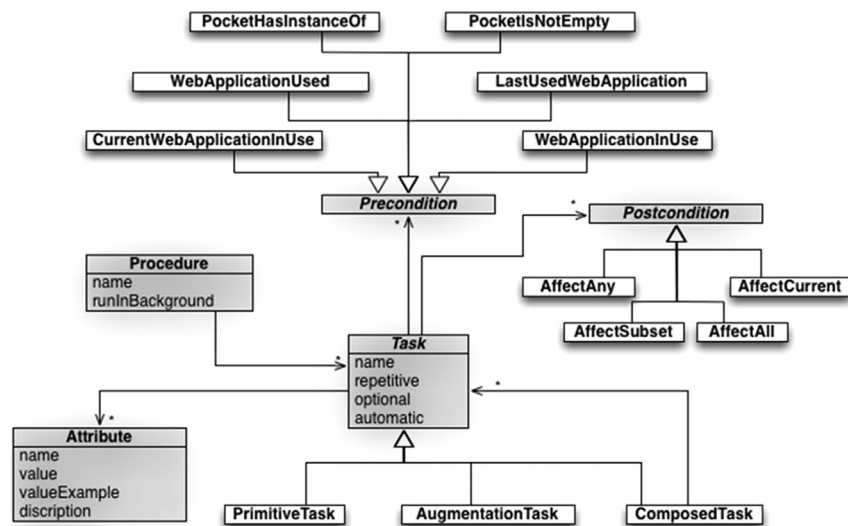 PocketHasInstanceOf
PocketIsNotEmpty
WebApplicationUsed
LastUsedWebApplication
CurrentWebApplicationInUse
WebApplicationInUse
Precondition
*
*
Postcondition
Procedure
name
runInBackground
AffectAny
AffectCurrent
AffectSubset
AffectAll
*
Task
name
repetitive
optional
automatic
*
*
Attribute
name
value
valueExample
discription
PrimitiveTask
AugmentationTask
ComposedTask